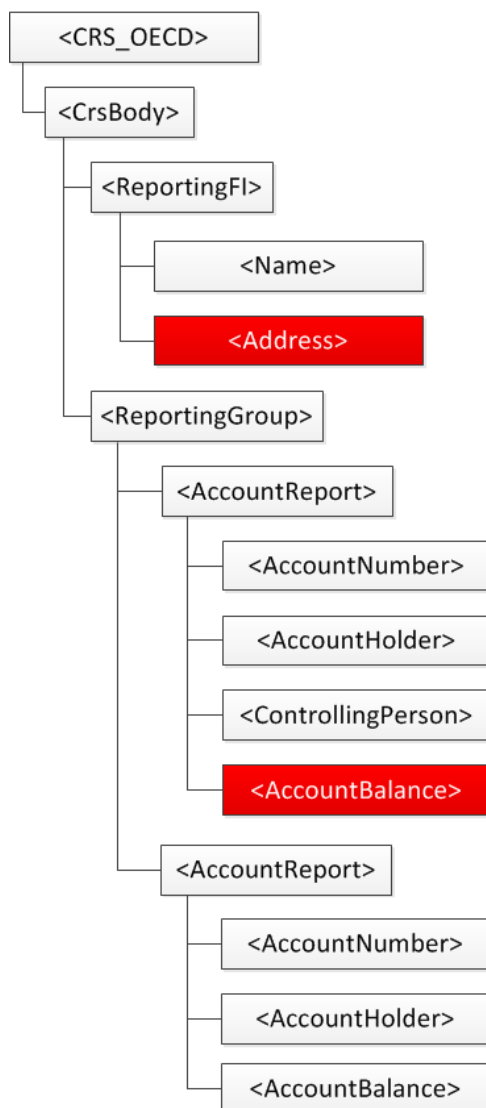 <CRS_OECD>
<CrsBody>
<ReportingFI>
<Name>
<Address>
<ReportingGroup>
<AccountReport>
<AccountNumber>
<AccountHolder>
<ControllingPerson>
<AccountBalance>
<AccountReport>
<AccountNumber>
<AccountHolder>
<AccountBalance>